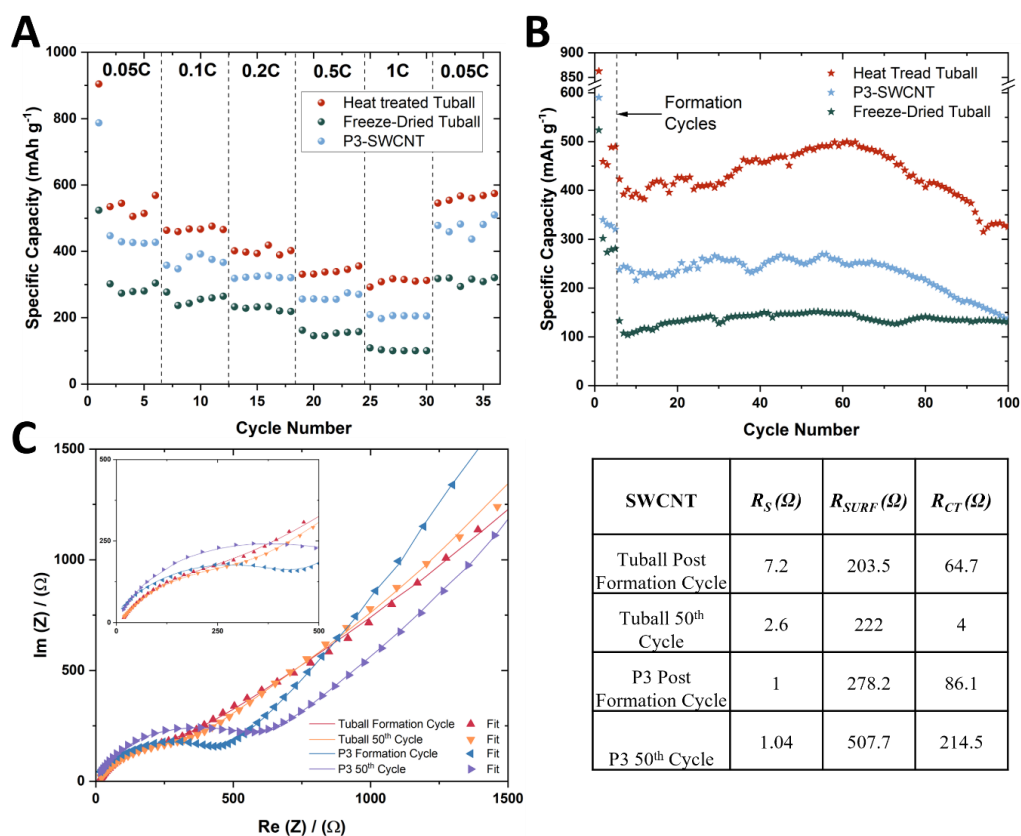 A
1000
800
600
400
200
0
Specific Capacity (mAh g⁻¹)
0.05C 0.1C 0.2C 0.5C 1C 0.05C
Heat treated Tuball
Freeze-Dried Tuball
P3-SWCNT
0 5 10 15 20 25 30 35
Cycle Number
B
900
850
600
500
400
300
200
100
0
Specific Capacity (mAh g⁻¹)
Heat Tread Tuball
P3-SWCNT
Freeze-Dried Tuball
Formation
Cycles
0 20 40 60 80 100
Cycle Number
C
1500
1000
500
0
Im (Z) / (Ω)
500
250
0
0 250 500
Tuball Formation Cycle Fit
Tuball 50th Cycle Fit
P3 Formation Cycle Fit
P3 50th Cycle Fit
0 500 1000 1500
Re (Z) / (Ω)
SWCNT R_S (Ω) R_SURF (Ω) R_CT (Ω)
Tuball Post
Formation Cycle 7.2 203.5 64.7
Tuball 50th
Cycle 2.6 222 4
P3 Post
Formation Cycle 1 278.2 86.1
P3 50th Cycle 1.04 507.7 214.5